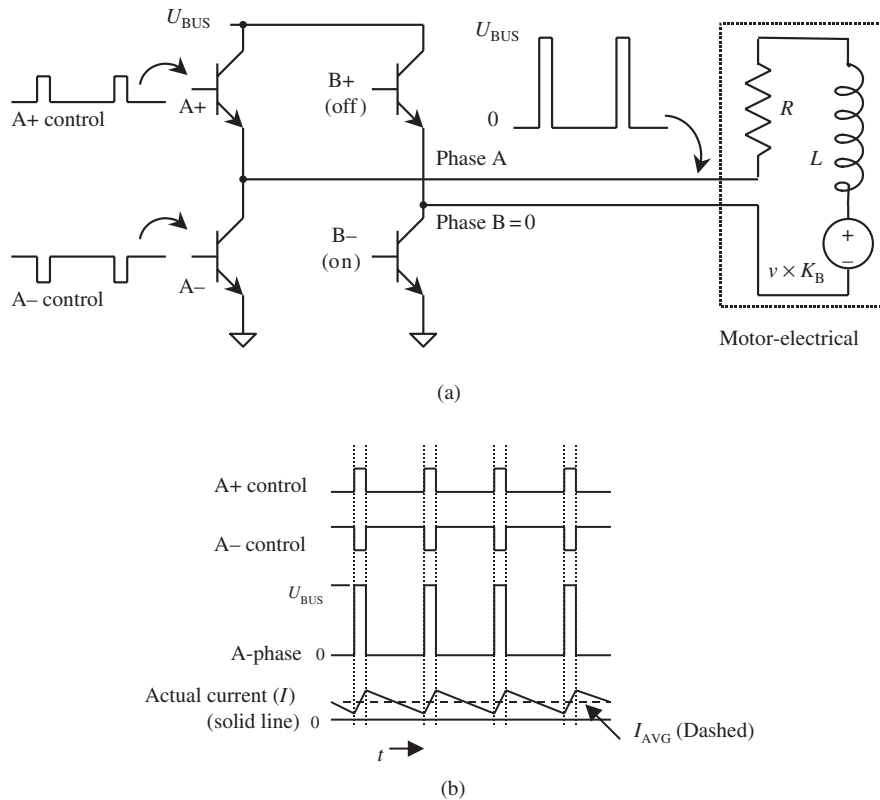 U_BUS
A+ control
A+
B+
(off)
U_BUS
0
Phase A
R
L
A– control
A–
B–
(on)
Phase B = 0
+
–
v × K_B
Motor-electrical
(a)
A+ control
A– control
U_BUS
A-phase 0
Actual current (I)
(solid line) 0
I_AVG (Dashed)
t
(b)